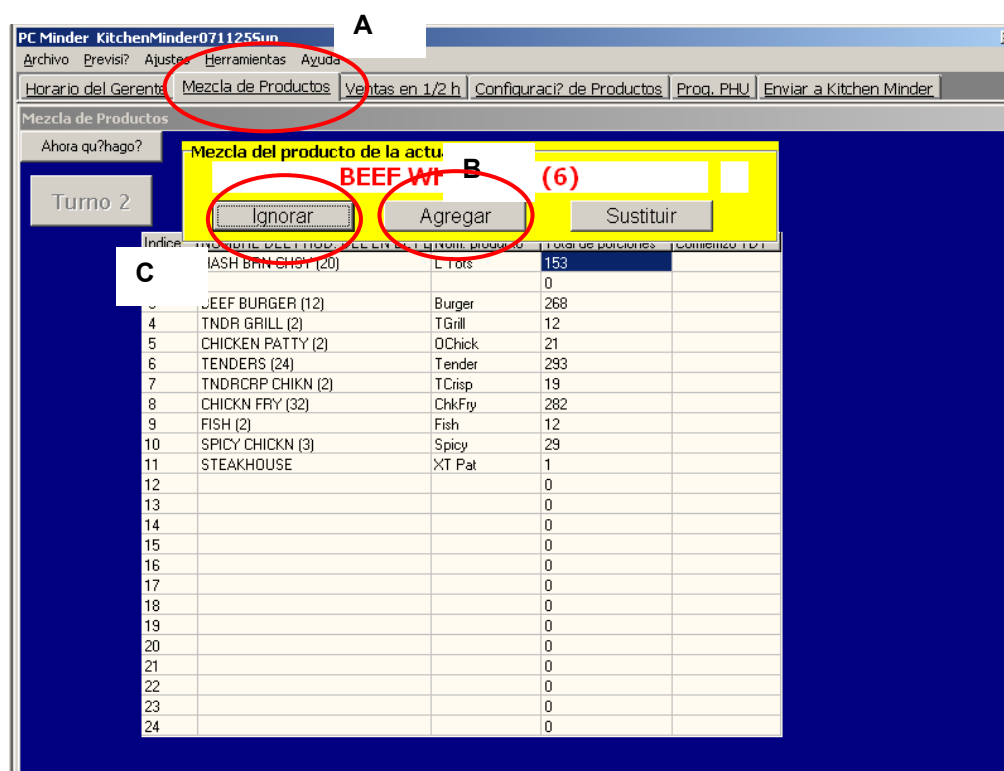 A
PC Minder KitchenMinder071125Sun
Archivo Previsi? Ajustes Herramientas Ayuda
Horario del Gerente Mezcla de Productos Ventas en 1/2 h Configuraci? de Productos Prog. PHU Enviar a Kitchen Minder
Mezcla de Productos
Ahora qu?hago?
Mezcla del producto de la
B
BEEF (6)
Turno 2
Ignorar Agregar Sustituir
Indice Nom. producto Total de porciones Comienzo TDY
C
HASH BRN CHSY (20) L Tots 153
0
3 BEEF BURGER (12) Burger 268
4 TNDR GRILL (2) TGrill 12
5 CHICKEN PATTY (2) OChick 21
6 TENDERS (24) Tender 293
7 TNDRCRP CHIKN (2) TCrisp 19
8 CHICKN FRY (32) ChkFry 282
9 FISH (2) Fish 12
10 SPICY CHICKN (3) Spicy 29
11 STEAKHOUSE XT Pat 1
12 0
13 0
14 0
15 0
16 0
17 0
18 0
19 0
20 0
21 0
22 0
23 0
24 0